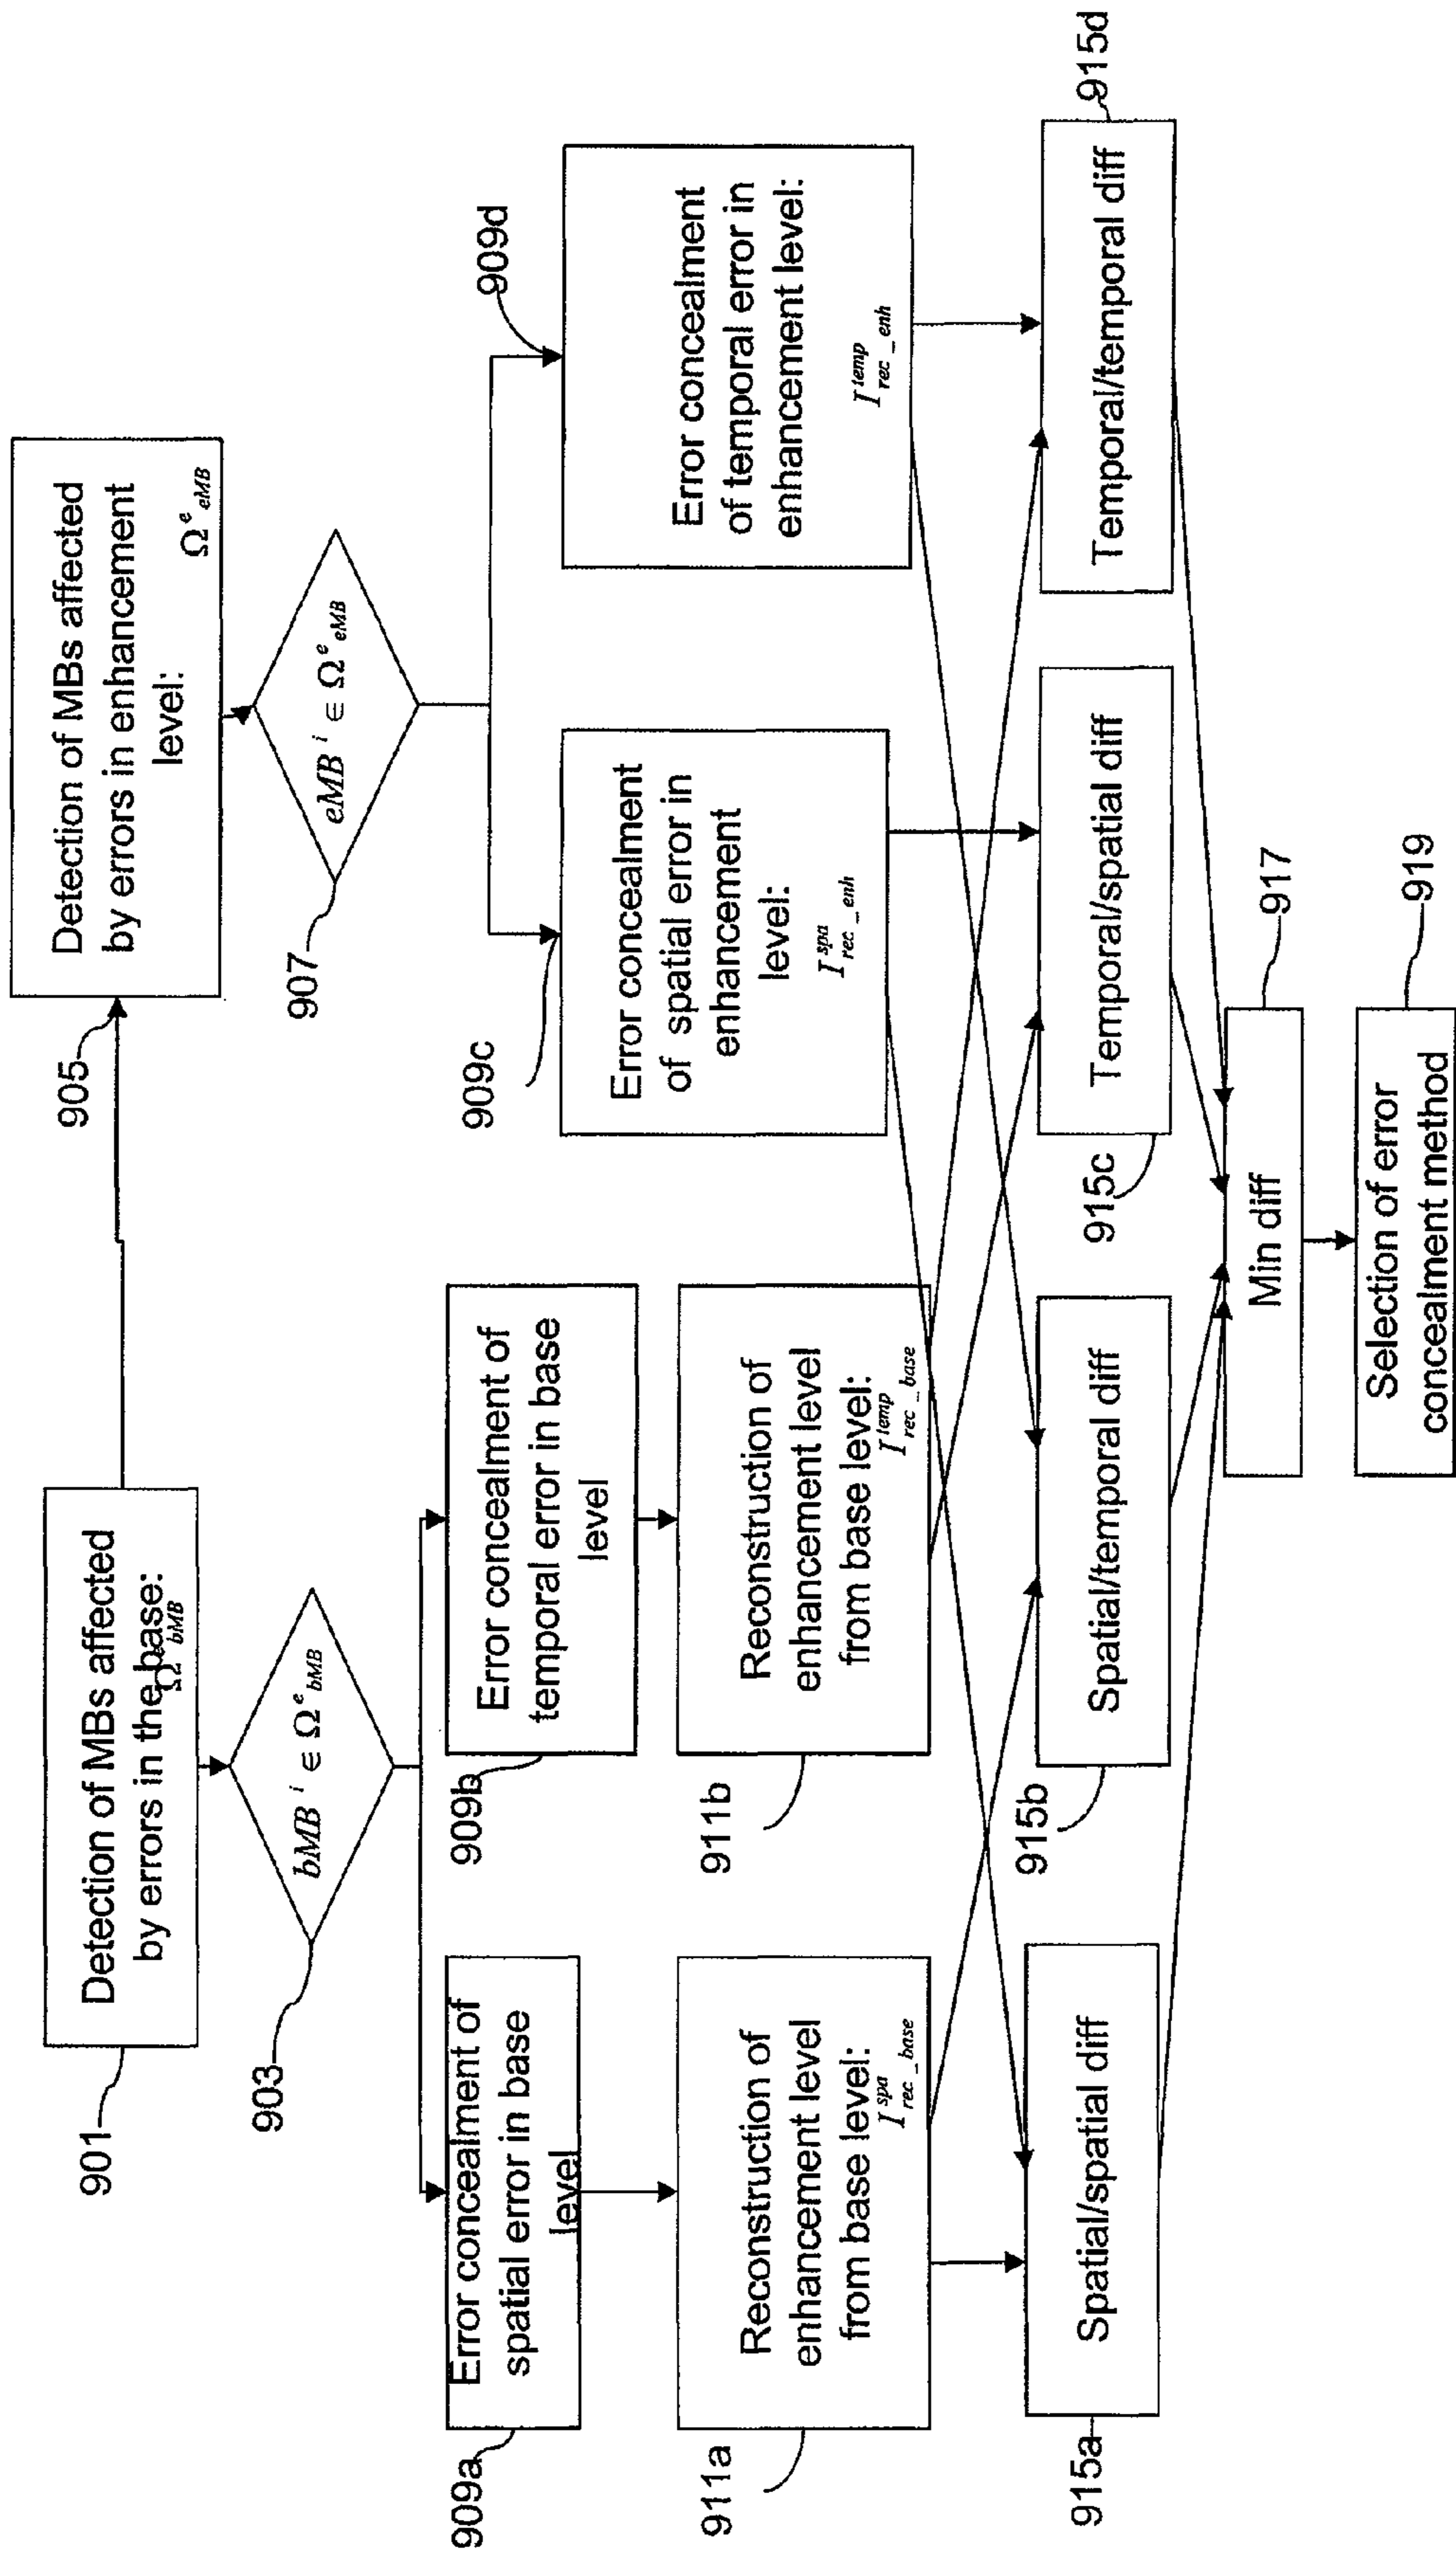 901
Detection of MBs affected
by errors in the base:
Ω bMB
905
Detection of MBs affected
by errors in enhancement
level:
Ω^e_eMB
903
bMB^i ∈ Ω^e_bMB
907
eMB^i ∈ Ω^e_eMB
909a
Error concealment of
spatial error in base
level
909b
Error concealment of
temporal error in base
level
909c
Error concealment
of spatial error in
enhancement
level:
I^spa_rec_enh
909d
Error concealment
of temporal error in
enhancement level:
I^temp_rec_enh
911a
Reconstruction of
enhancement level
from base level:
I^spa_rec_base
911b
Reconstruction of
enhancement level
from base level:
I^temp_rec_base
915a
Spatial/spatial diff
915b
Spatial/temporal diff
915c
Temporal/spatial diff
915d
Temporal/temporal diff
Min diff
917
Selection of error
concealment method
919